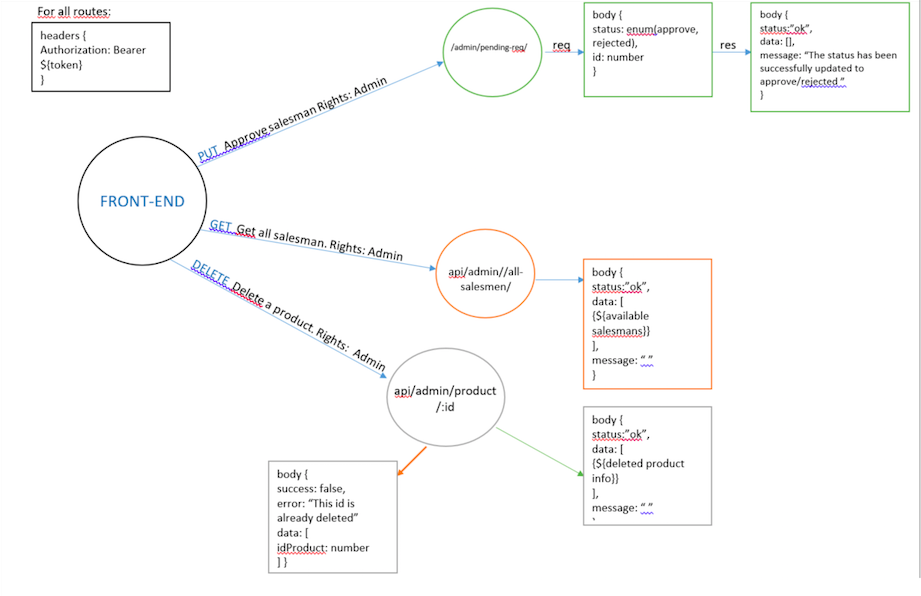 For all routes:
headers {
Authorization: Bearer
${token}
}
FRONT-END
PUT Approve salesman Rights: Admin
/admin/pending-req/
req
body {
status: enum(approve,
rejected),
id: number
}
res
body {
status:"ok",
data: [],
message: "The status has been
successfully updated to
approve/rejected "
}
GET Get all salesman. Rights: Admin
api/admin//all-
salesmen/
body {
status:"ok",
data: [
{${available
salesmans}}
],
message: " "
}
DELETE Delete a product. Rights: Admin
api/admin/product
/:id
body {
status:"ok",
data: [
{${deleted product
info}}
],
message: " "
body {
success: false,
error: "This id is
already deleted"
data: [
idProduct: number
] }